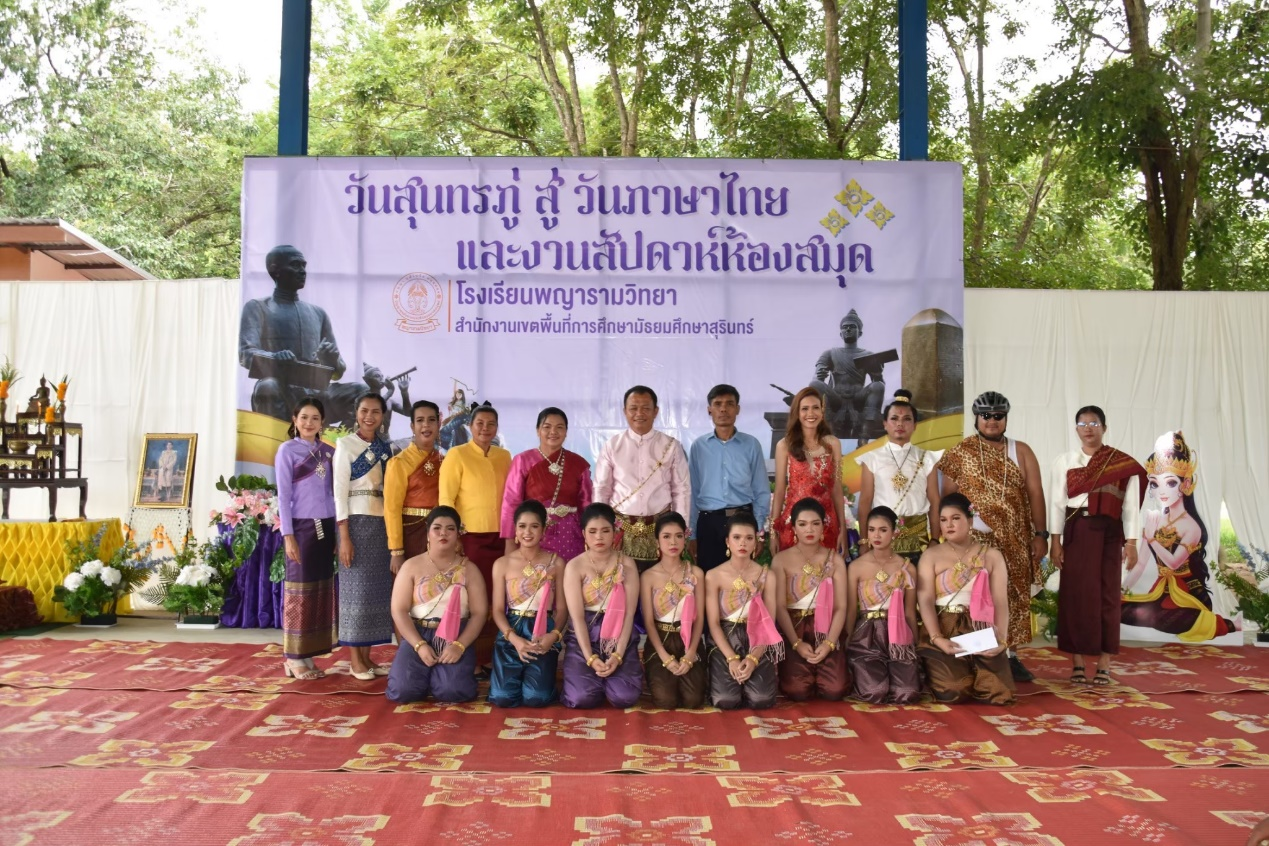 วันสุนทรภู่ สู่ วันภาษาไทย
และงานสัปดาห์ห้องสมุด
โรงเรียนพญารามวิทยา
สำนักงานเขตพื้นที่การศึกษามัธยมศึกษาสุรินทร์